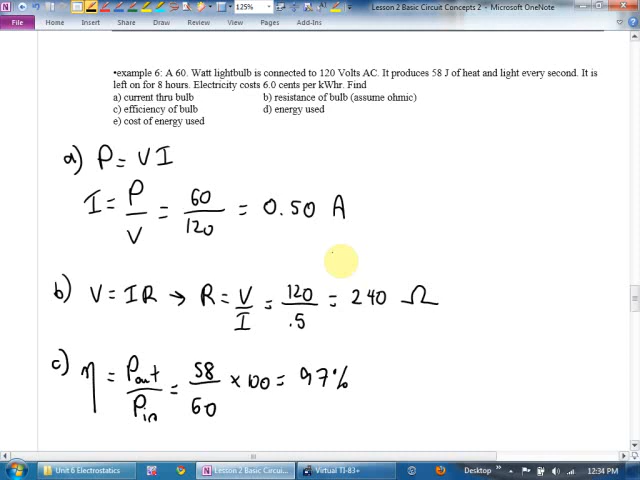 Lesson 2 Basic Circuit Concepts 2 - Microsoft OneNote
125%
File Home Insert Share Draw Review View Page Add-Ins
•example 6: A 60. Watt lightbulb is connected to 120 Volts AC. It produces 58 J of heat and light every second. It is
left on for 8 hours. Electricity costs 6.0 cents per kWhr. Find
a) current thru bulb b) resistance of bulb (assume ohmic)
c) efficiency of bulb d) energy used
e) cost of energy used
a) P = VI
I = P/V = 60/120 = 0.50 A
b) V = IR → R = V/I = 120/.5 = 240 Ω
c) η = Pout/Pin = 58/60 × 100 = 97%
Unit 6 Electrostatics Lesson 2 Basic Circui... Virtual TI-83+ Desktop » 12:34 PM